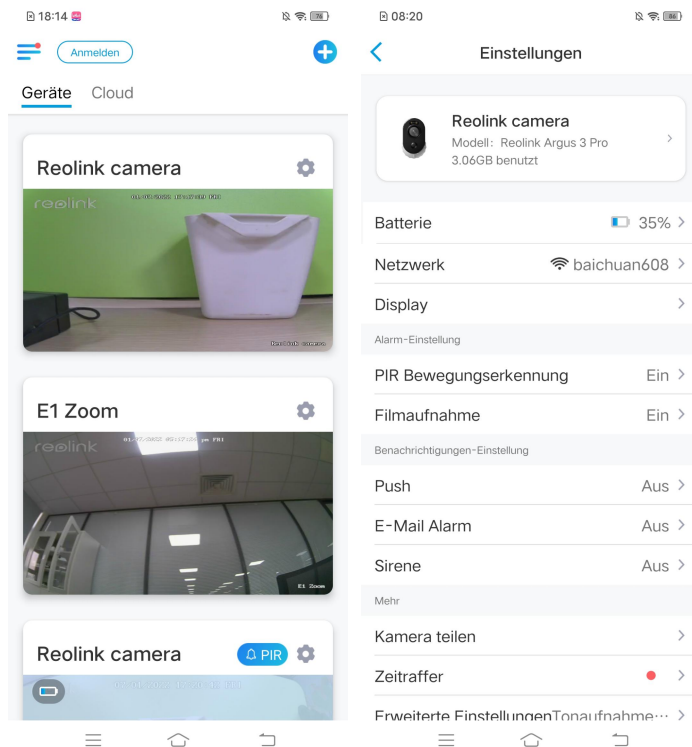 18:14
76
Anmelden
Geräte
Cloud
Reolink camera
reolink
Reolink camera
E1 Zoom
reolink
E1 Zoom
Reolink camera
PIR
08:20
86
Einstellungen
Reolink camera
Modell: Reolink Argus 3 Pro
3.06GB benutzt
Batterie 35%
Netzwerk baichuan608
Display
Alarm-Einstellung
PIR Bewegungserkennung Ein
Filmaufnahme Ein
Benachrichtigungen-Einstellung
Push Aus
E-Mail Alarm Aus
Sirene Aus
Mehr
Kamera teilen
Zeitraffer
Erweiterte EinstellungenTonaufnahme···